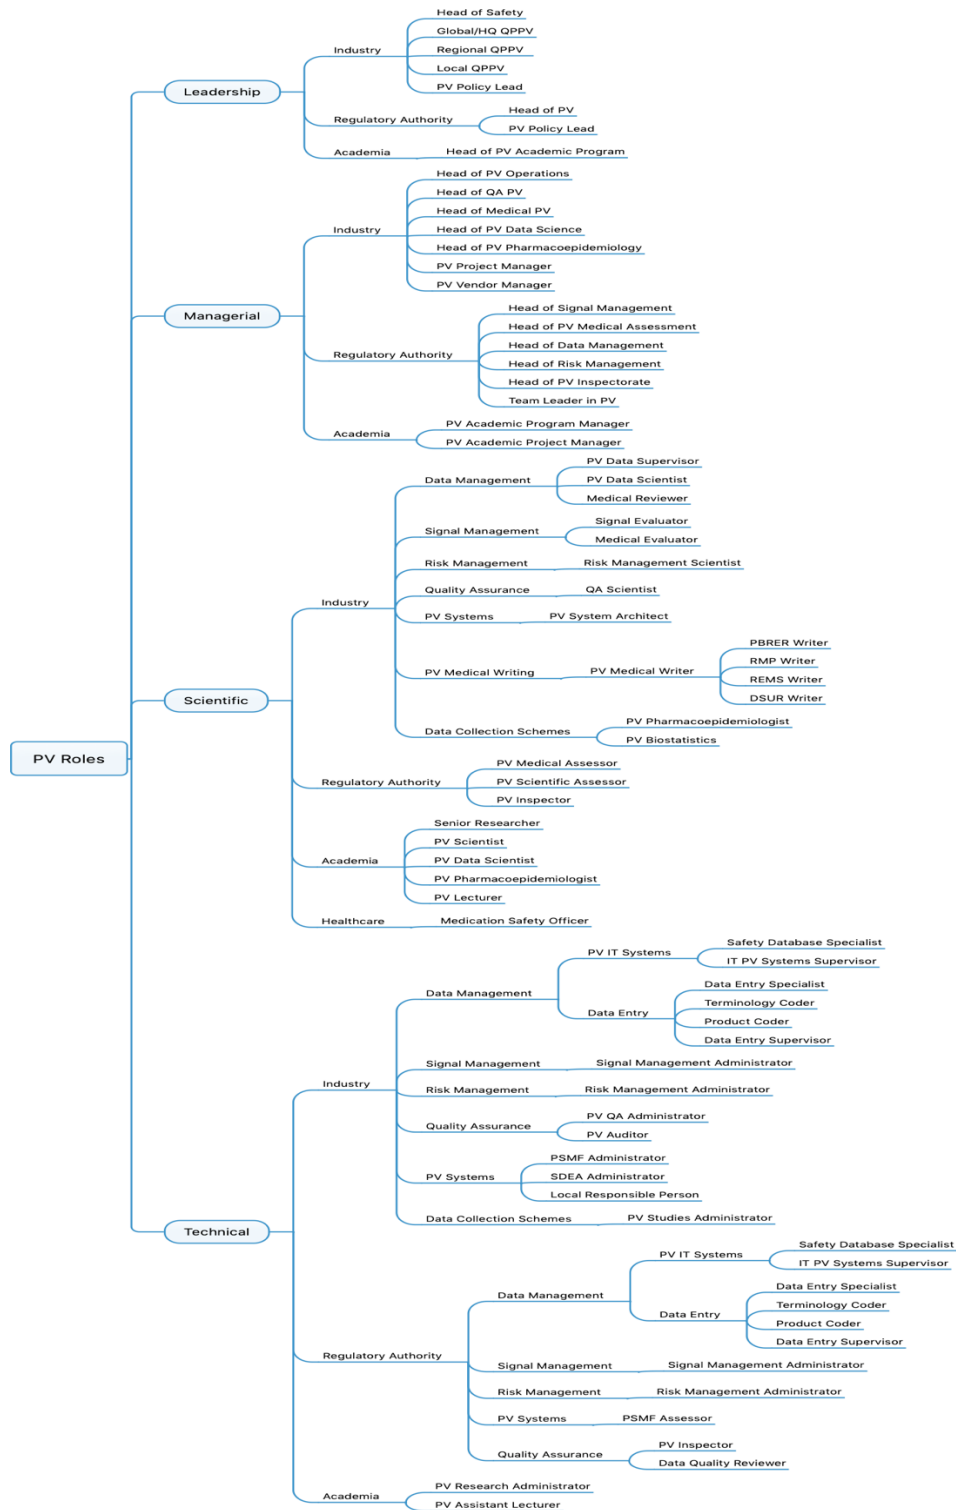 PV Roles
Leadership
Industry
Head of Safety
Global/HQ QPPV
Regional QPPV
Local QPPV
PV Policy Lead
Regulatory Authority
Head of PV
PV Policy Lead
Academia
Head of PV Academic Program
Managerial
Industry
Head of PV Operations
Head of QA PV
Head of Medical PV
Head of PV Data Science
Head of PV Pharmacoepidemiology
PV Project Manager
PV Vendor Manager
Regulatory Authority
Head of Signal Management
Head of PV Medical Assessment
Head of Data Management
Head of Risk Management
Head of PV Inspectorate
Team Leader in PV
Academia
PV Academic Program Manager
PV Academic Project Manager
Scientific
Industry
Data Management
PV Data Supervisor
PV Data Scientist
Medical Reviewer
Signal Management
Signal Evaluator
Medical Evaluator
Risk Management
Risk Management Scientist
Quality Assurance
QA Scientist
PV Systems
PV System Architect
PV Medical Writing
PV Medical Writer
PBRER Writer
RMP Writer
REMS Writer
DSUR Writer
Data Collection Schemes
PV Pharmacoepidemiologist
PV Biostatistics
Regulatory Authority
PV Medical Assessor
PV Scientific Assessor
PV Inspector
Academia
Senior Researcher
PV Scientist
PV Data Scientist
PV Pharmacoepidemiologist
PV Lecturer
Healthcare
Medication Safety Officer
Technical
Industry
Data Management
PV IT Systems
Safety Database Specialist
IT PV Systems Supervisor
Data Entry
Data Entry Specialist
Terminology Coder
Product Coder
Data Entry Supervisor
Signal Management
Signal Management Administrator
Risk Management
Risk Management Administrator
Quality Assurance
PV QA Administrator
PV Auditor
PV Systems
PSMF Administrator
SDEA Administrator
Local Responsible Person
Data Collection Schemes
PV Studies Administrator
Regulatory Authority
Data Management
PV IT Systems
Safety Database Specialist
IT PV Systems Supervisor
Data Entry
Data Entry Specialist
Terminology Coder
Product Coder
Data Entry Supervisor
Signal Management
Signal Management Administrator
Risk Management
Risk Management Administrator
PV Systems
PSMF Assessor
Quality Assurance
PV Inspector
Data Quality Reviewer
Academia
PV Research Administrator
PV Assistant Lecturer